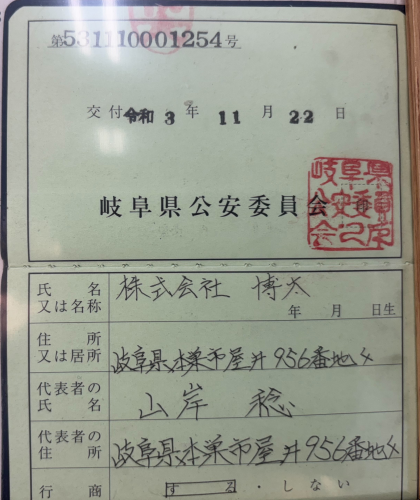 第531110001254号
交付 令和 3 年 11 月 22 日
岐阜県公安委員会
氏名又は名称 株式会社 博太
年 月 日生
住所又は居所 岐阜県本巣市屋井956番地4
代表者の氏名 山岸 稔
代表者の住所 岐阜県本巣市屋井956番地4
行商 する・しない